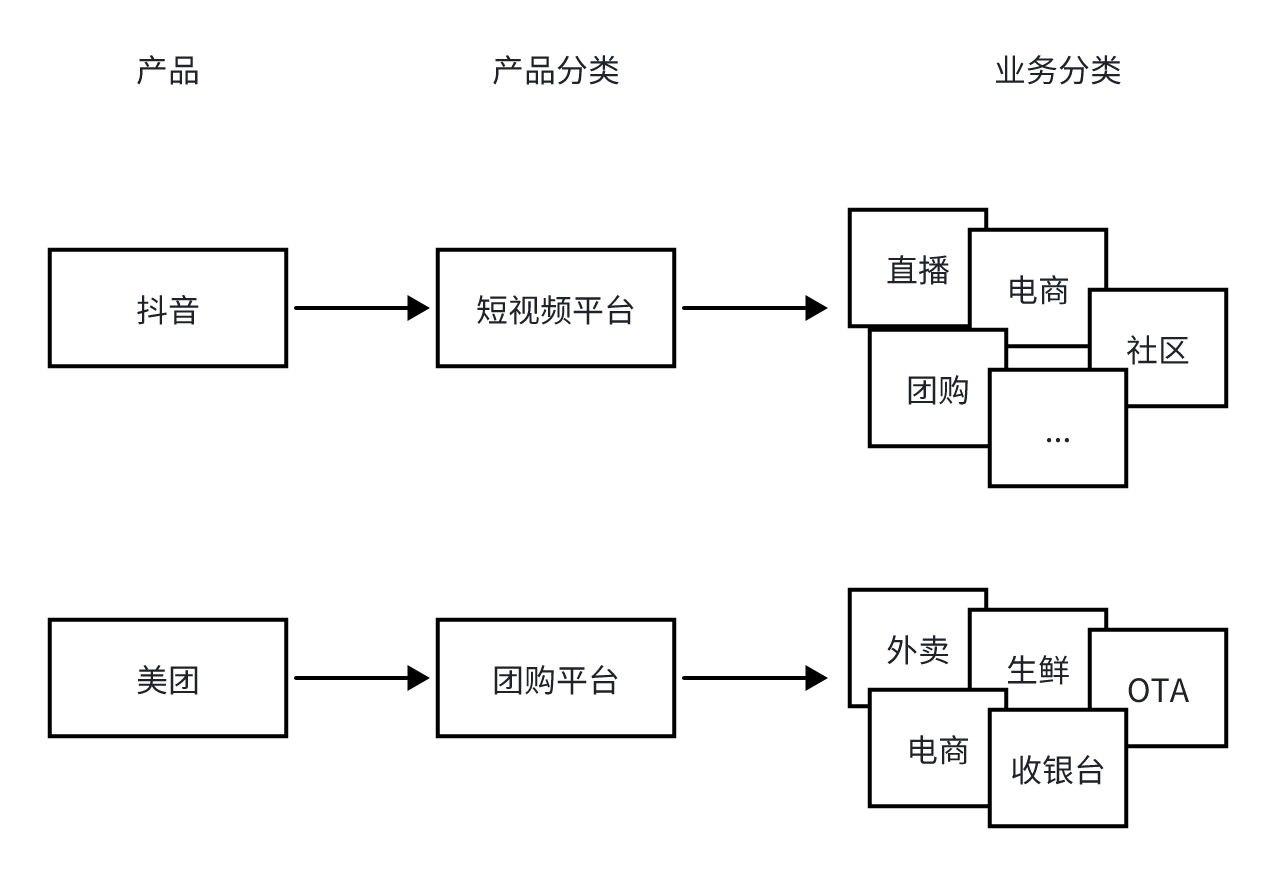 产品
产品分类
业务分类
抖音
短视频平台
直播
电商
社区
团购
...
美团
团购平台
外卖
生鲜
OTA
电商
收银台